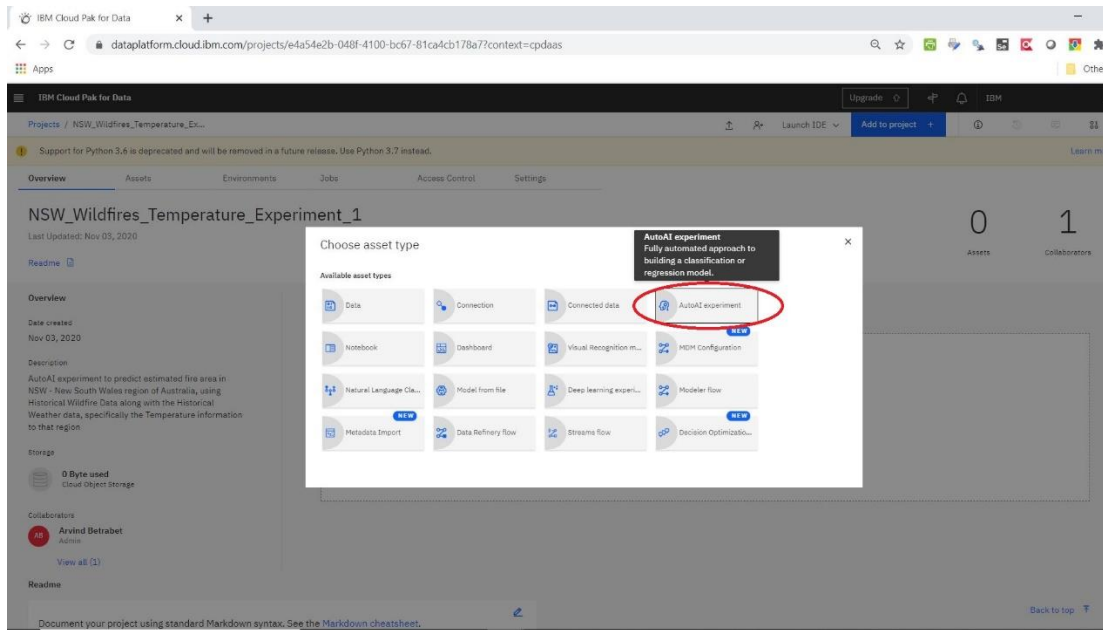 IBM Cloud Pak for Data
dataplatform.cloud.ibm.com/projects/e4a54e2b-048f-4100-bc67-81ca4cb178a7?context=cpdaas
Apps
Othe
IBM Cloud Pak for Data
Upgrade
IBM
Projects / NSW_Wildfires_Temperature_Ex...
Launch IDE
Add to project +
Support for Python 3.6 is deprecated and will be removed in a future release. Use Python 3.7 instead.
Learn m
Overview Assets Environments Jobs Access Control Settings
NSW_Wildfires_Temperature_Experiment_1
Last Updated: Nov 03, 2020
Readme
0
Assets
1
Collaborators
Choose asset type
AutoAI experiment
Fully automated approach to
building a classification or
regression model.
Available asset types
Data Connection Connected data AutoAI experiment
NEW
Notebook Dashboard Visual Recognition m... MDM Configuration
Natural Language Cla... Model from file Deep learning experi... Modeler flow
NEW NEW
Metadata Import Data Refinery flow Streams flow Decision Optimizatio...
Overview
Date created
Nov 03, 2020
Description
AutoAI experiment to predict estimated fire area in
NSW - New South Wales region of Australia, using
Historical Wildfire Data along with the Historical
Weather data, specifically the Temperature information
to that region
Storage
0 Byte used
Cloud Object Storage
Collaborators
AB
Arvind Betrabet
Admin
View all (1)
Readme
Document your project using standard Markdown syntax. See the Markdown cheatsheet.
Back to top